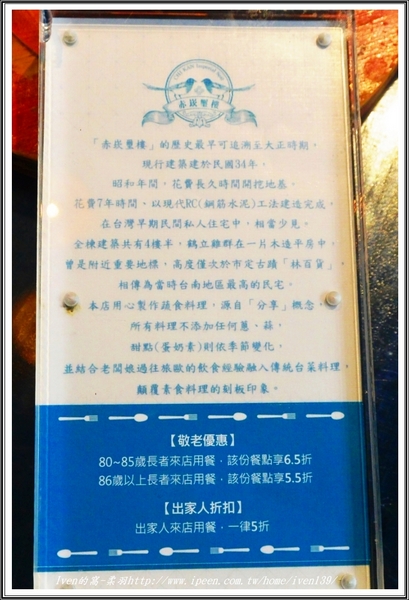 赤崁璽樓
「赤崁璽樓」的歷史最早可追溯至大正時期,
現行建築建於民國34年,
昭和年間,花費長久時間開挖地基,
花費7年時間、以現代RC(鋼筋水泥)工法建造完成,
在台灣早期民間私人住宅中,相當少見。
全棟建築共有4樓半,鶴立雞群在一片木造平房中,
曾是附近重要地標,高度僅次於市定古蹟「林百貨」,
相傳為當時台南地區最高的民宅。
本店用心製作蔬食料理,源自「分享」概念,
所有料理不添加任何蔥、蒜,
甜點(蛋奶素)則依季節變化,
並結合老闆娘過往旅歐的飲食經驗融入傳統台菜料理,
顛覆素食料理的刻板印象。
【敬老優惠】
80~85歲長者來店用餐,該份餐點享6.5折
86歲以上長者來店用餐,該份餐點享5.5折
【出家人折扣】
出家人來店用餐,一律5折
Iven的窩-柔羽http://www.ipeen.com.tw/home/iven139/